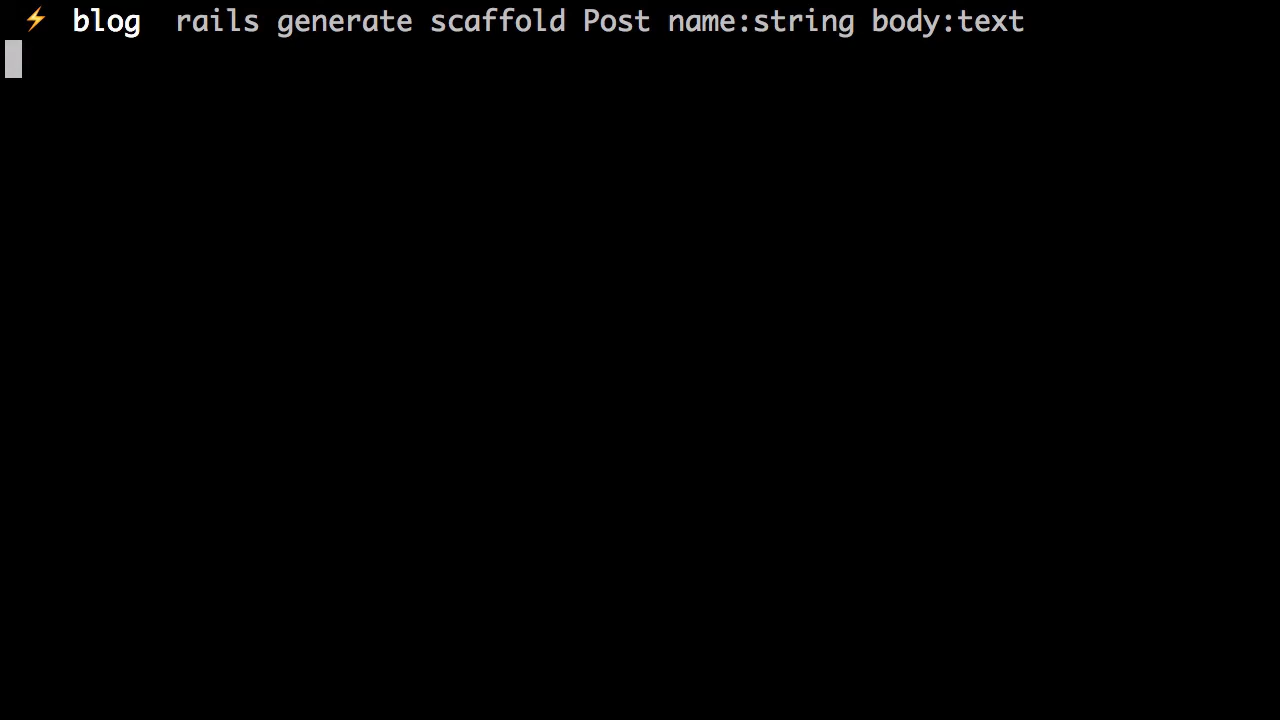 ⚡ blog  rails generate scaffold Post name:string body:text